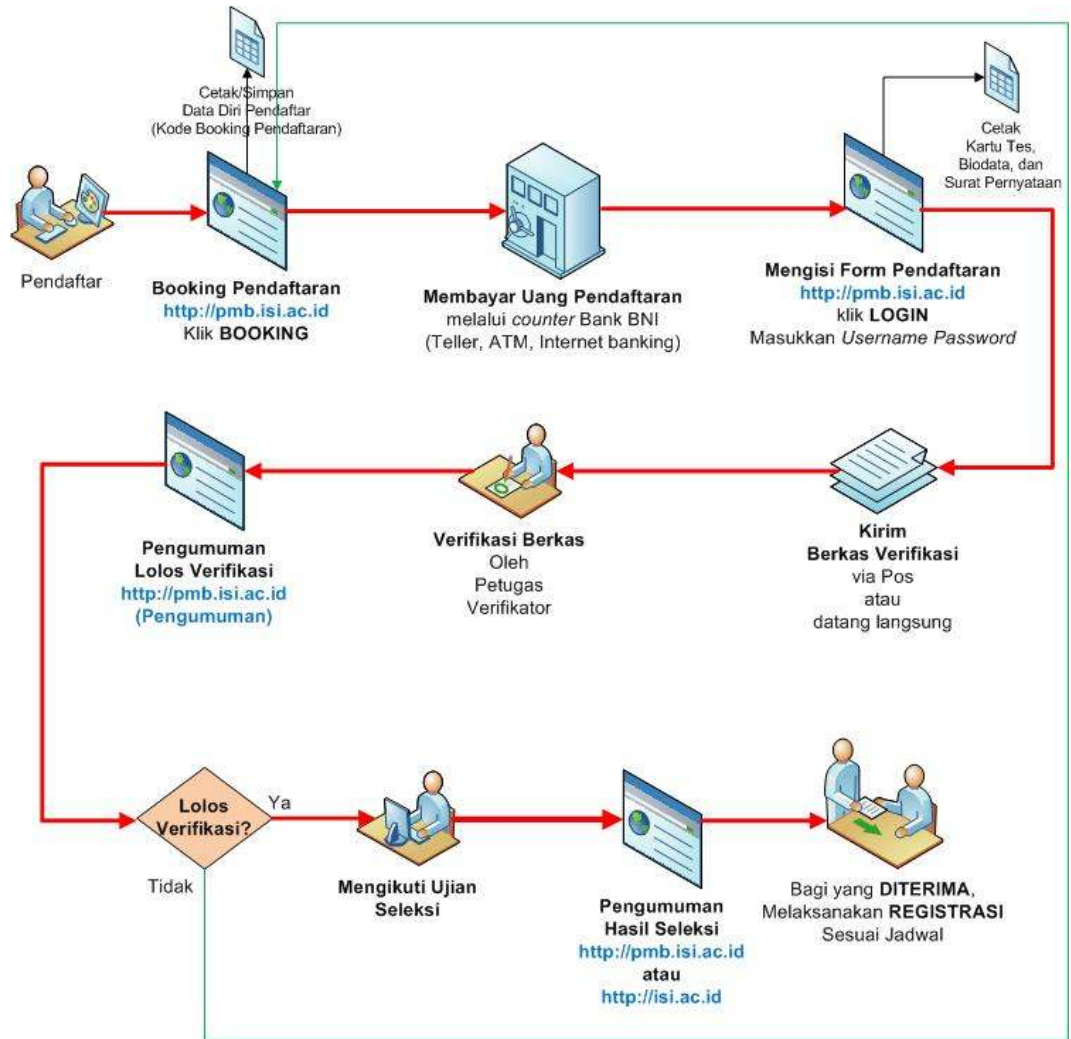 Cetak/Simpan
Data Diri Pendaftar
(Kode Booking Pendaftaran)
Cetak
Kartu Tes,
Biodata, dan
Surat Pernyataan
Pendaftar
Booking Pendaftaran
http://pmb.isi.ac.id
Klik BOOKING
Membayar Uang Pendaftaran
melalui counter Bank BNI
(Teller, ATM, Internet banking)
Mengisi Form Pendaftaran
http://pmb.isi.ac.id
klik LOGIN
Masukkan Username Password
Kirim
Berkas Verifikasi
via Pos
atau
datang langsung
Verifikasi Berkas
Oleh
Petugas
Verifikator
Pengumuman
Lolos Verifikasi
http://pmb.isi.ac.id
(Pengumuman)
Lolos
Verifikasi?
Ya
Tidak
Mengikuti Ujian
Seleksi
Pengumuman
Hasil Seleksi
http://pmb.isi.ac.id
atau
http://isi.ac.id
Bagi yang DITERIMA,
Melaksanakan REGISTRASI
Sesuai Jadwal